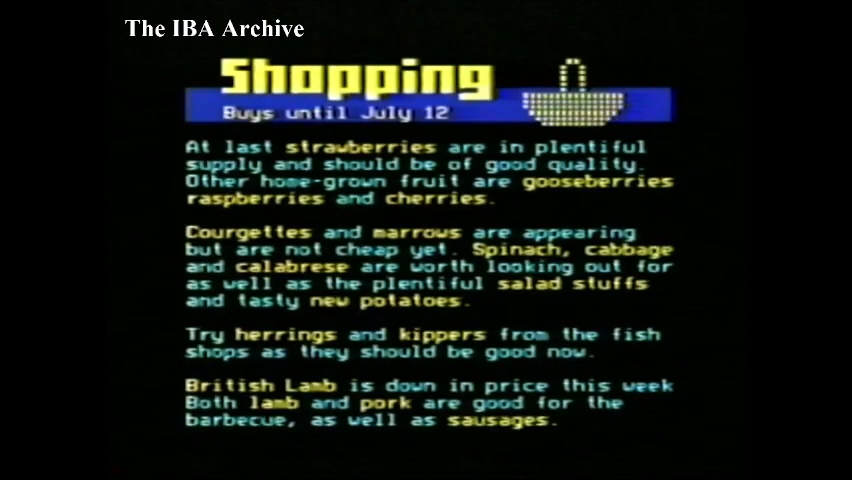 The IBA Archive
Shopping
Buys until July 12
At last strawberries are in plentiful
supply and should be of good quality.
Other home-grown fruit are gooseberries
raspberries and cherries.
Courgettes and marrows are appearing
but are not cheap yet. Spinach, cabbage
and calabrese are worth looking out for
as well as the plentiful salad stuffs
and tasty new potatoes.
Try herrings and kippers from the fish
shops as they should be good now.
British Lamb is down in price this week
Both lamb and pork are good for the
barbecue, as well as sausages.